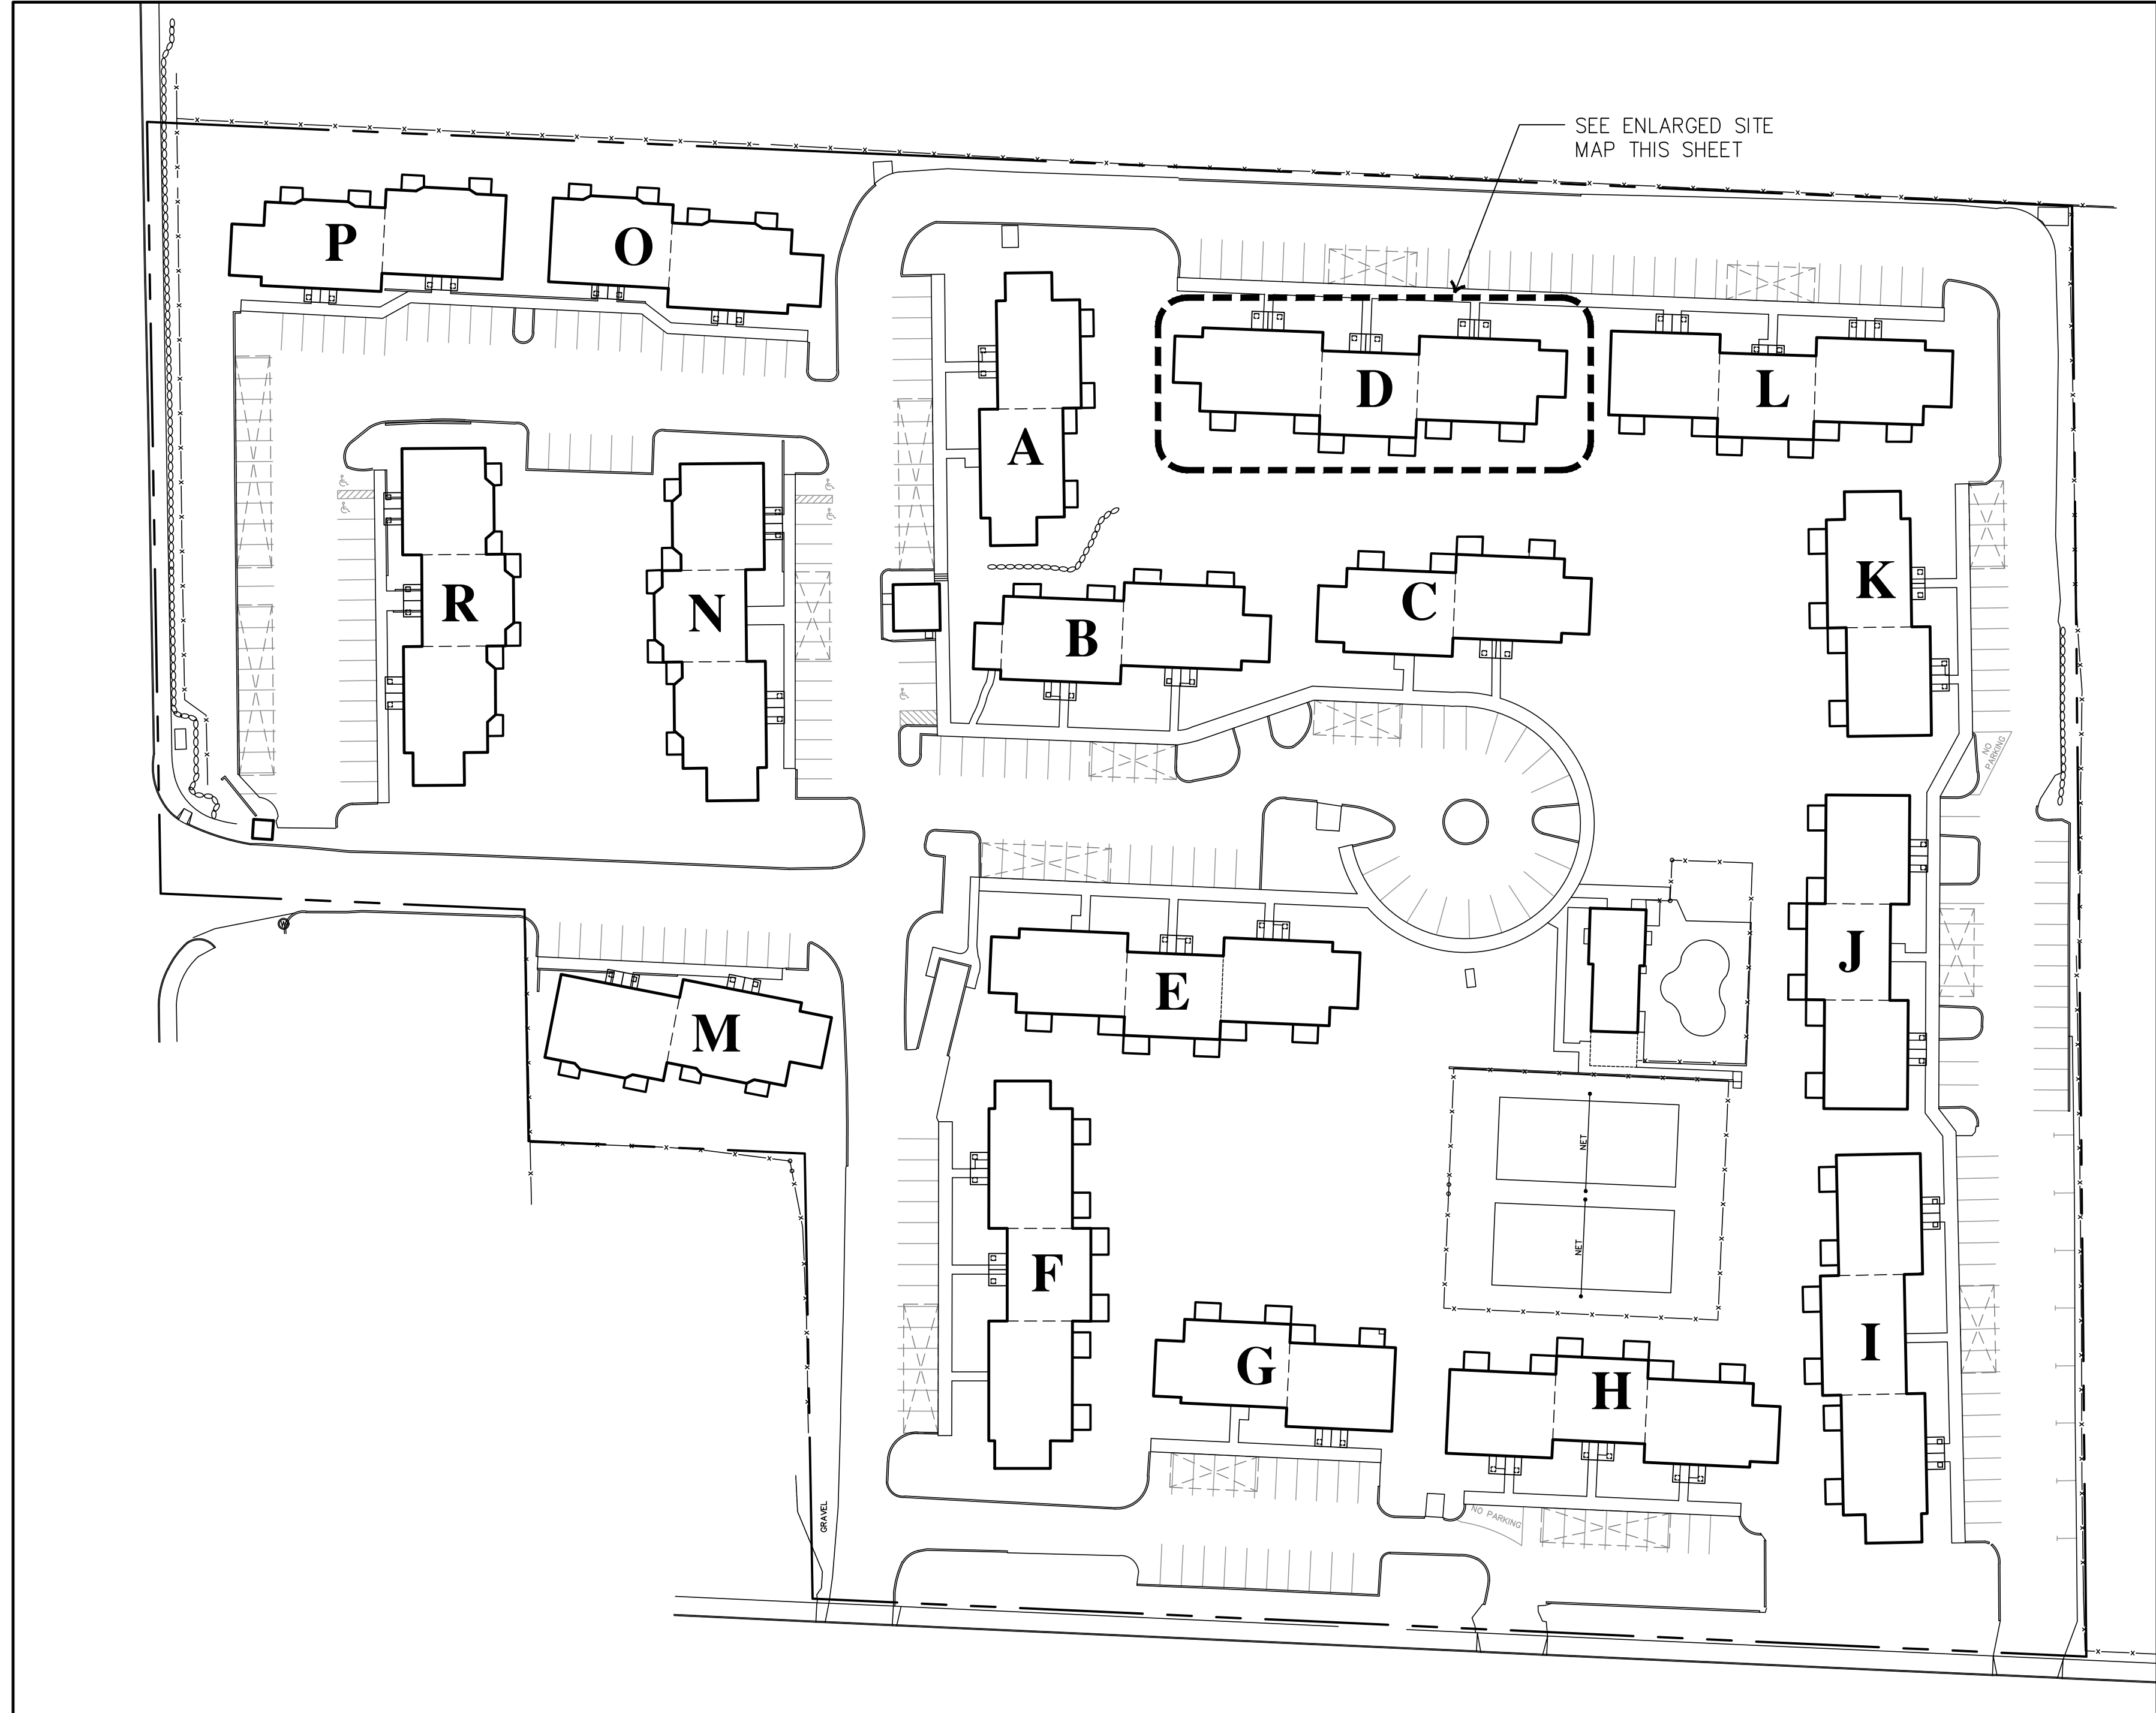 SEE ENLARGED SITE
MAP THIS SHEET
P
O
D
L
A
R
N
B
C
K
NO
PARKING
J
E
M
NET
NET
F
G
H
I
NO PARKING
GRAVEL
W